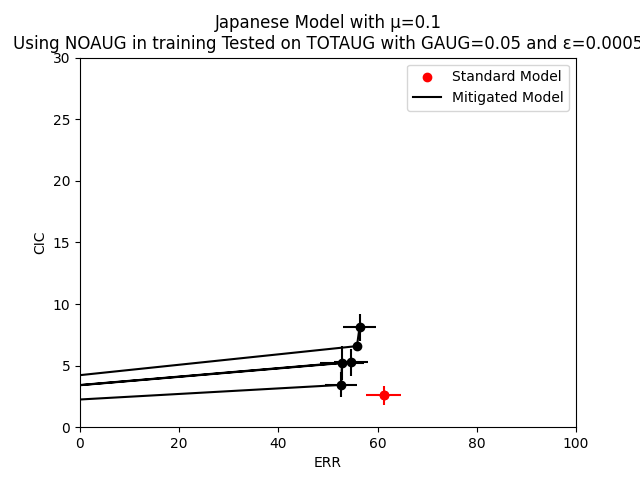 Japanese Model with μ=0.1
Using NOAUG in training Tested on TOTAUG with GAUG=0.05 and ε=0.0005
Standard Model
Mitigated Model
30
25
20
15
10
5
0
CIC
0 20 40 60 80 100
ERR